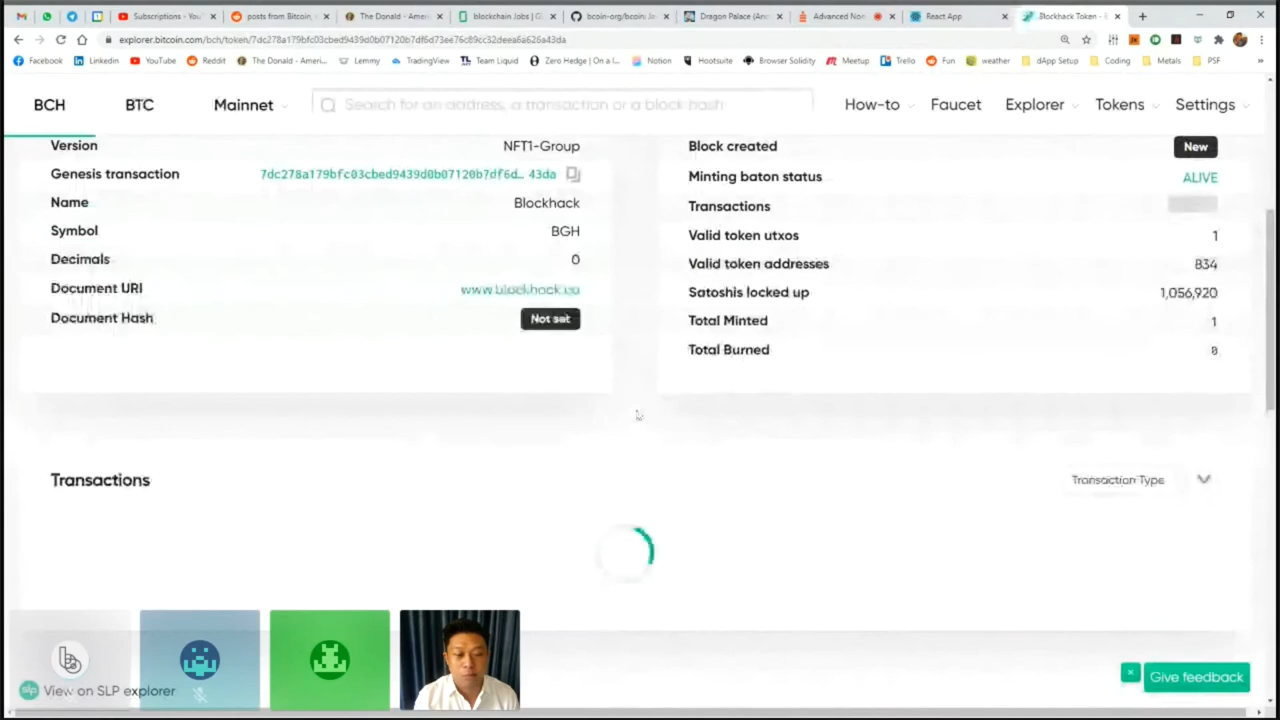 Subscriptions - You
posts from Bitcoin,
The Donald - Americ
blockchain Jobs | G
bcoin-org/bcoin: Ja
Dragon Palace (Anc
Advanced Non
React App
Blockhack Token -
explorer.bitcoin.com/bch/token/7dc278a179bfc03cbed9439d0b07120b7df6d73ee76c89cc32deea6a626a43da
Facebook
Linkedin
YouTube
Reddit
The Donald - Ameri...
Lemmy
TradingView
Team Liquid
Zero Hedge | On a l...
Notion
Hootsuite
Browser Solidity
Meetup
Trello
Fun
weather
dApp Setup
Coding
Metals
PSF
BCH
BTC
Mainnet
Search for an address, a transaction or a block hash
How-to
Faucet
Explorer
Tokens
Settings
Version
NFT1-Group
Genesis transaction
7dc278a179bfc03cbed9439d0b07120b7df6d… 43da
Name
Blockhack
Symbol
BGH
Decimals
0
Document URI
www.blockhack.eu
Document Hash
Not set
Block created
New
Minting baton status
ALIVE
Transactions
Valid token utxos
1
Valid token addresses
834
Satoshis locked up
1,056,920
Total Minted
1
Total Burned
0
Transactions
Transaction Type
View on SLP explorer
Give feedback